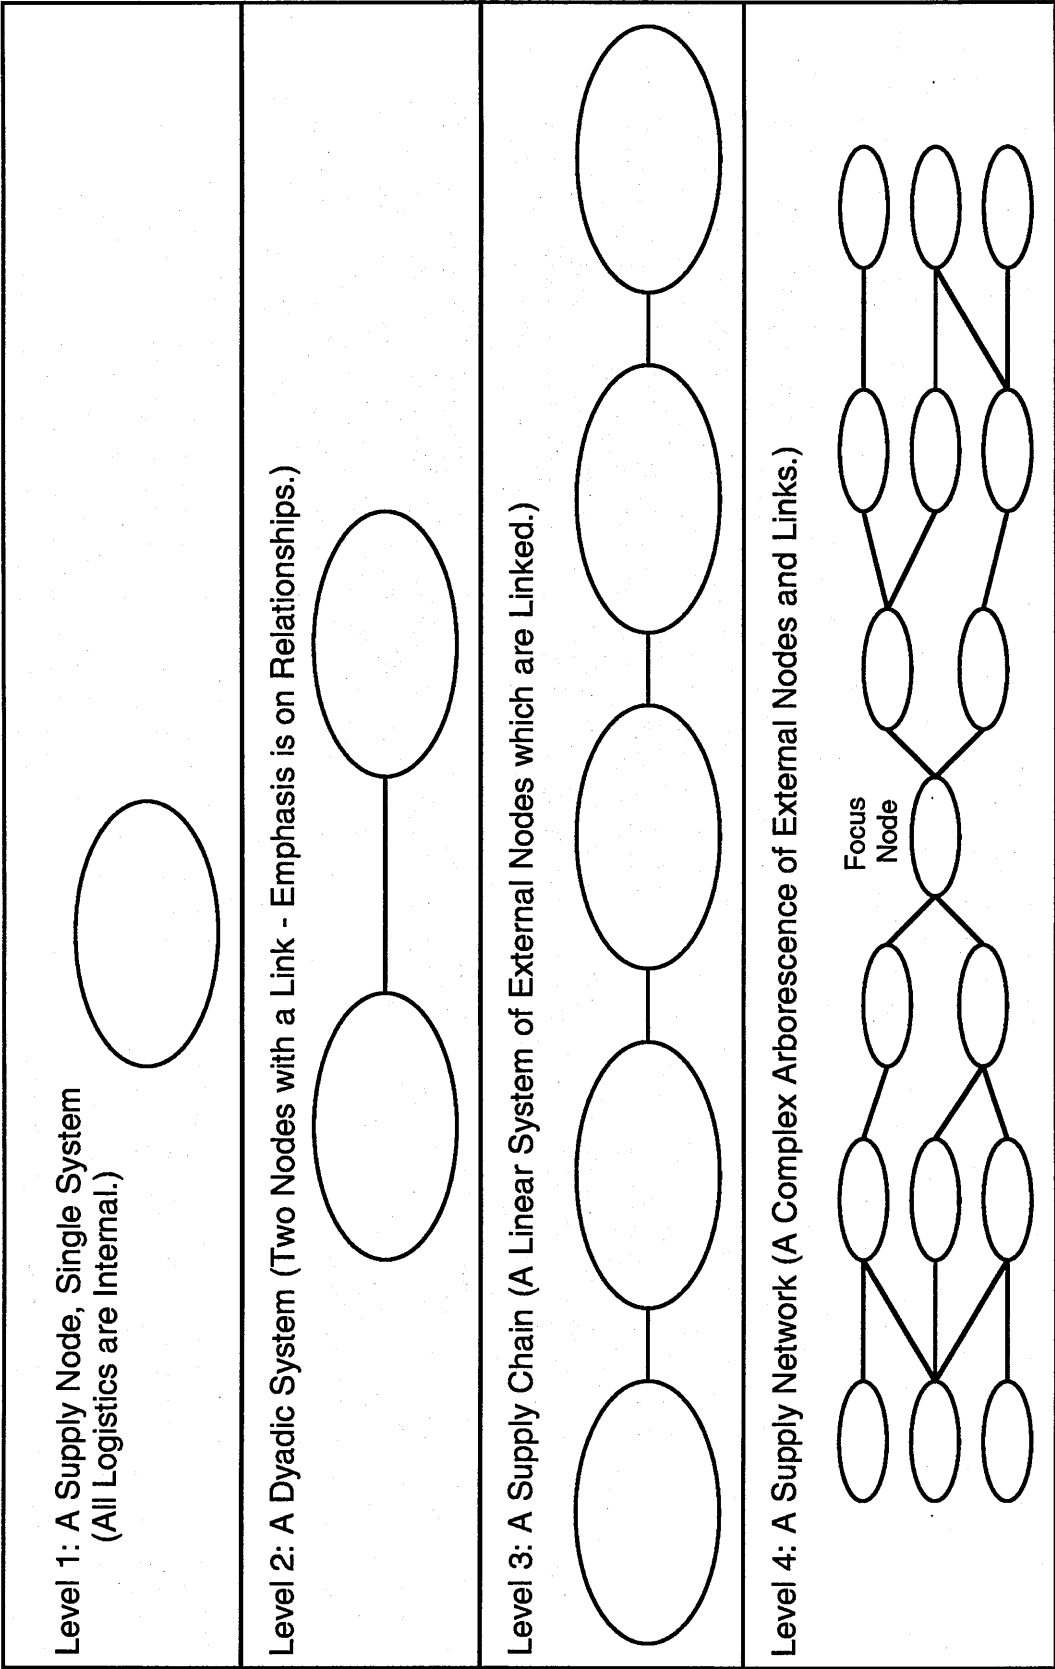 Level 1: A Supply Node, Single System
(All Logistics are Internal.)
Level 2: A Dyadic System (Two Nodes with a Link - Emphasis is on Relationships.)
Level 3: A Supply Chain (A Linear System of External Nodes which are Linked.)
Level 4: A Supply Network (A Complex Arborescence of External Nodes and Links.)
Focus
Node